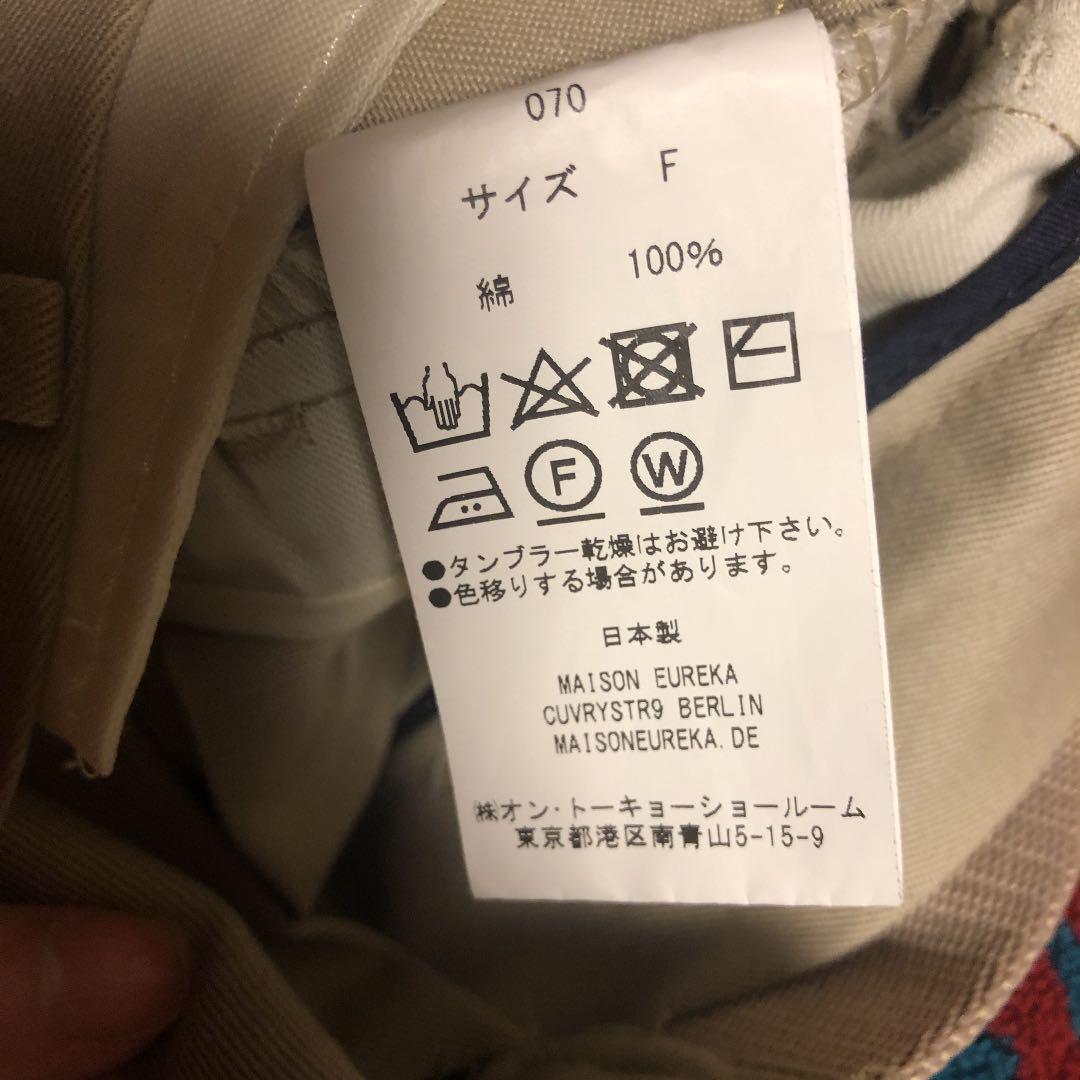 070
サイズ F
綿 100%
F W
●タンブラー乾燥はお避け下さい。
●色移りする場合があります。
日本製
MAISON EUREKA
CUVRYSTR9 BERLIN
MAISONEUREKA.DE
㈱オン・トーキョーショールーム
東京都港区南青山5-15-9